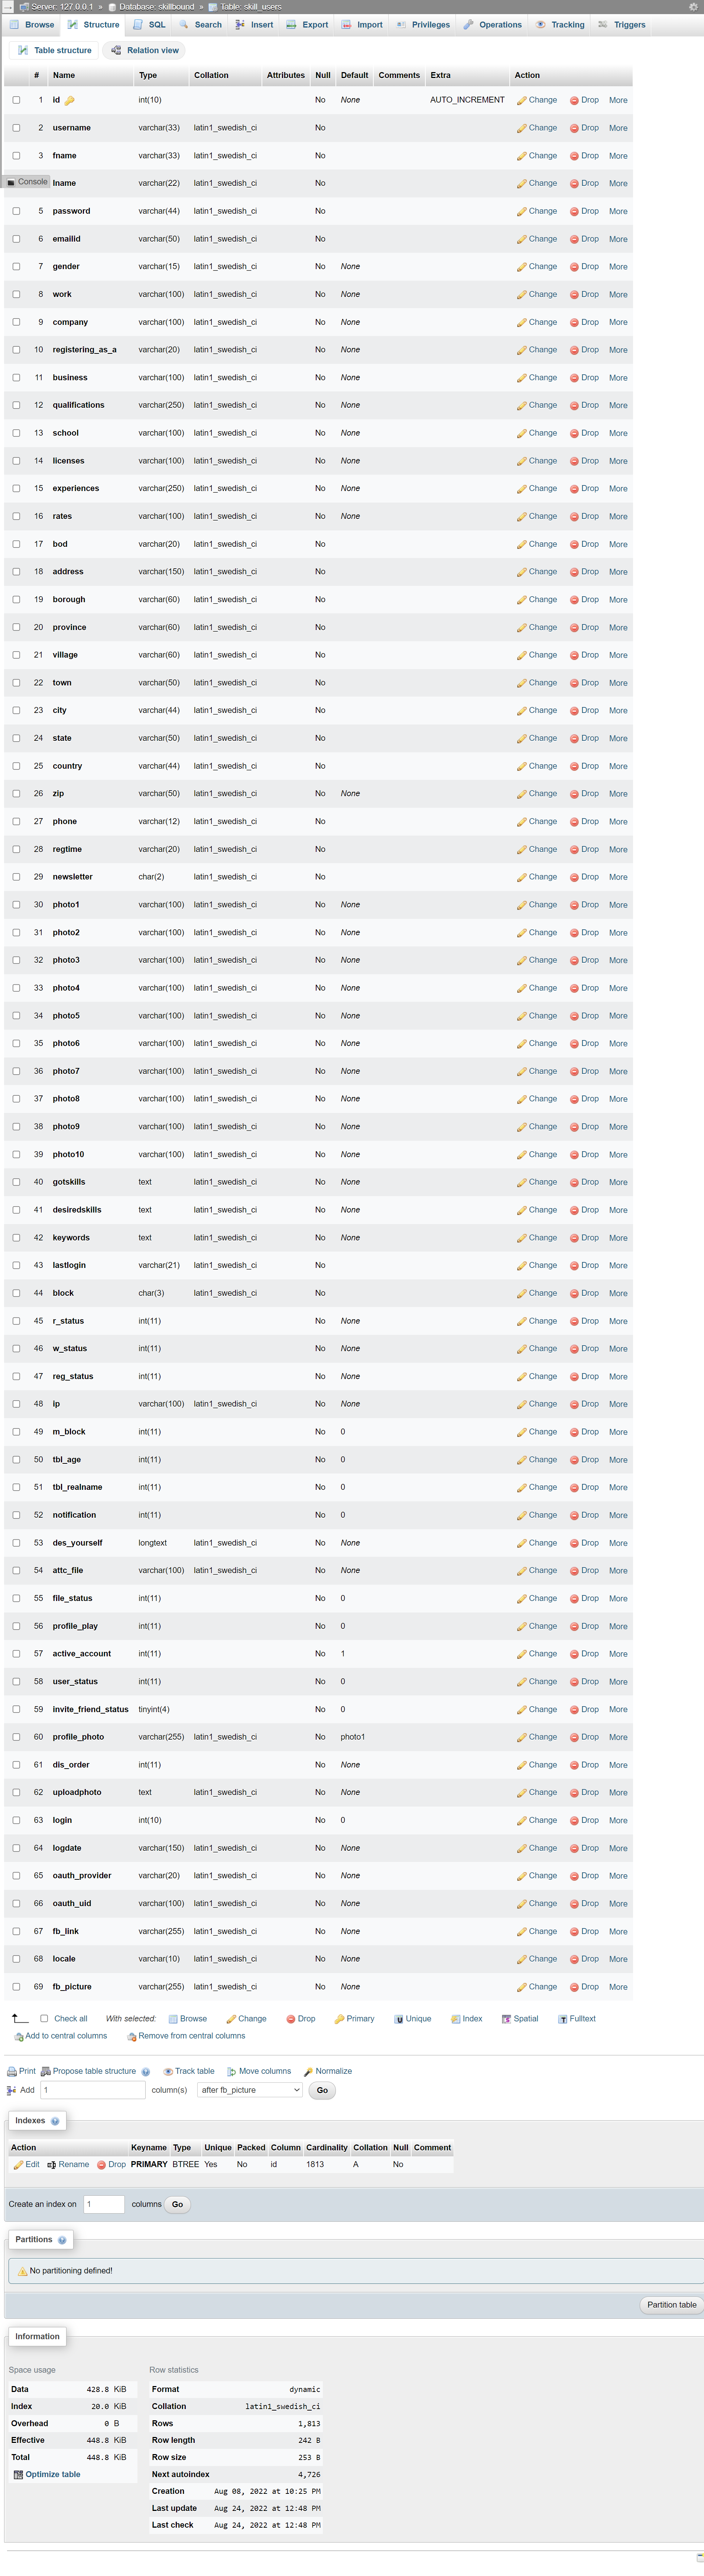 Server: 127.0.0.1 » Database: skillbound » Table: skill_users
Browse Structure SQL Search Insert Export Import Privileges Operations Tracking Triggers
Table structure Relation view
# Name Type Collation Attributes Null Default Comments Extra Action
1 id int(10) No None AUTO_INCREMENT Change Drop More
2 username varchar(33) latin1_swedish_ci No Change Drop More
3 fname varchar(33) latin1_swedish_ci No Change Drop More
Console lname varchar(22) latin1_swedish_ci No Change Drop More
5 password varchar(44) latin1_swedish_ci No Change Drop More
6 emailid varchar(50) latin1_swedish_ci No Change Drop More
7 gender varchar(15) latin1_swedish_ci No None Change Drop More
8 work varchar(100) latin1_swedish_ci No None Change Drop More
9 company varchar(100) latin1_swedish_ci No None Change Drop More
10 registering_as_a varchar(20) latin1_swedish_ci No None Change Drop More
11 business varchar(100) latin1_swedish_ci No None Change Drop More
12 qualifications varchar(250) latin1_swedish_ci No None Change Drop More
13 school varchar(100) latin1_swedish_ci No None Change Drop More
14 licenses varchar(100) latin1_swedish_ci No None Change Drop More
15 experiences varchar(250) latin1_swedish_ci No None Change Drop More
16 rates varchar(100) latin1_swedish_ci No None Change Drop More
17 bod varchar(20) latin1_swedish_ci No Change Drop More
18 address varchar(150) latin1_swedish_ci No Change Drop More
19 borough varchar(60) latin1_swedish_ci No Change Drop More
20 province varchar(60) latin1_swedish_ci No Change Drop More
21 village varchar(60) latin1_swedish_ci No Change Drop More
22 town varchar(50) latin1_swedish_ci No Change Drop More
23 city varchar(44) latin1_swedish_ci No Change Drop More
24 state varchar(50) latin1_swedish_ci No Change Drop More
25 country varchar(44) latin1_swedish_ci No Change Drop More
26 zip varchar(50) latin1_swedish_ci No None Change Drop More
27 phone varchar(12) latin1_swedish_ci No Change Drop More
28 regtime varchar(20) latin1_swedish_ci No Change Drop More
29 newsletter char(2) latin1_swedish_ci No Change Drop More
30 photo1 varchar(100) latin1_swedish_ci No None Change Drop More
31 photo2 varchar(100) latin1_swedish_ci No None Change Drop More
32 photo3 varchar(100) latin1_swedish_ci No None Change Drop More
33 photo4 varchar(100) latin1_swedish_ci No None Change Drop More
34 photo5 varchar(100) latin1_swedish_ci No None Change Drop More
35 photo6 varchar(100) latin1_swedish_ci No None Change Drop More
36 photo7 varchar(100) latin1_swedish_ci No None Change Drop More
37 photo8 varchar(100) latin1_swedish_ci No None Change Drop More
38 photo9 varchar(100) latin1_swedish_ci No None Change Drop More
39 photo10 varchar(100) latin1_swedish_ci No None Change Drop More
40 gotskills text latin1_swedish_ci No None Change Drop More
41 desiredskills text latin1_swedish_ci No None Change Drop More
42 keywords text latin1_swedish_ci No None Change Drop More
43 lastlogin varchar(21) latin1_swedish_ci No Change Drop More
44 block char(3) latin1_swedish_ci No Change Drop More
45 r_status int(11) No None Change Drop More
46 w_status int(11) No None Change Drop More
47 reg_status int(11) No None Change Drop More
48 ip varchar(100) latin1_swedish_ci No None Change Drop More
49 m_block int(11) No 0 Change Drop More
50 tbl_age int(11) No 0 Change Drop More
51 tbl_realname int(11) No 0 Change Drop More
52 notification int(11) No 0 Change Drop More
53 des_yourself longtext latin1_swedish_ci No None Change Drop More
54 attc_file varchar(100) latin1_swedish_ci No None Change Drop More
55 file_status int(11) No 0 Change Drop More
56 profile_play int(11) No 0 Change Drop More
57 active_account int(11) No 1 Change Drop More
58 user_status int(11) No 0 Change Drop More
59 invite_friend_status tinyint(4) No 0 Change Drop More
60 profile_photo varchar(255) latin1_swedish_ci No photo1 Change Drop More
61 dis_order int(11) No None Change Drop More
62 uploadphoto text latin1_swedish_ci No None Change Drop More
63 login int(10) No 0 Change Drop More
64 logdate varchar(150) latin1_swedish_ci No None Change Drop More
65 oauth_provider varchar(20) latin1_swedish_ci No None Change Drop More
66 oauth_uid varchar(100) latin1_swedish_ci No None Change Drop More
67 fb_link varchar(255) latin1_swedish_ci No None Change Drop More
68 locale varchar(10) latin1_swedish_ci No None Change Drop More
69 fb_picture varchar(255) latin1_swedish_ci No None Change Drop More
Check all With selected: Browse Change Drop Primary Unique Index Spatial Fulltext
Add to central columns Remove from central columns
Print Propose table structure Track table Move columns Normalize
Add 1 column(s) after fb_picture Go
Indexes
Action Keyname Type Unique Packed Column Cardinality Collation Null Comment
Edit Rename Drop PRIMARY BTREE Yes No id 1813 A No
Create an index on 1 columns Go
Partitions
No partitioning defined!
Partition table
Information
Space usage Row statistics
Data 428.8 KiB Format dynamic
Index 20.0 KiB Collation latin1_swedish_ci
Overhead 0 B Rows 1,813
Effective 448.8 KiB Row length 242 B
Total 448.8 KiB Row size 253 B
Optimize table Next autoindex 4,726
Creation Aug 08, 2022 at 10:25 PM
Last update Aug 24, 2022 at 12:48 PM
Last check Aug 24, 2022 at 12:48 PM